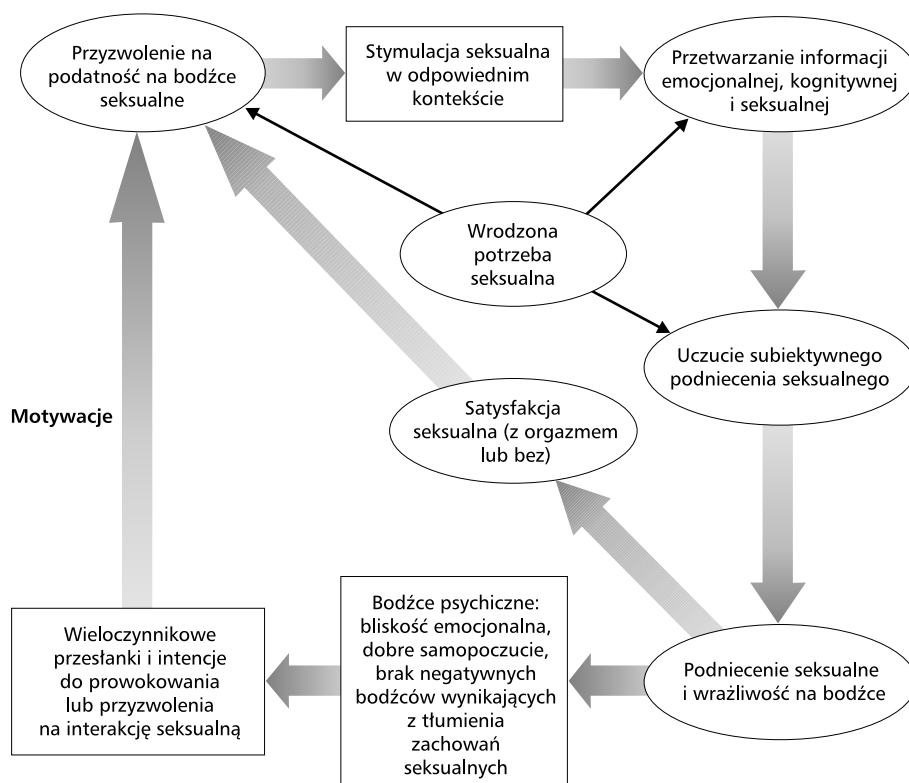 Przyzwolenie na
podatność na bodźce
seksualne
Stymulacja seksualna
w odpowiednim
kontekście
Przetwarzanie informacji
emocjonalnej, kognitywnej
i seksualnej
Wrodzona
potrzeba
seksualna
Uczucie subiektywnego
podniecenia seksualnego
Motywacje
Satysfakcja
seksualna (z orgazmem
lub bez)
Wieloczynnikowe
przesłanki i intencje
do prowokowania
lub przyzwolenia
na interakcję seksualną
Bodźce psychiczne:
bliskość emocjonalna,
dobre samopoczucie,
brak negatywnych
bodźców wynikających
z tłumienia
zachowań
seksualnych
Podniecenie seksualne
i wrażliwość na bodźce